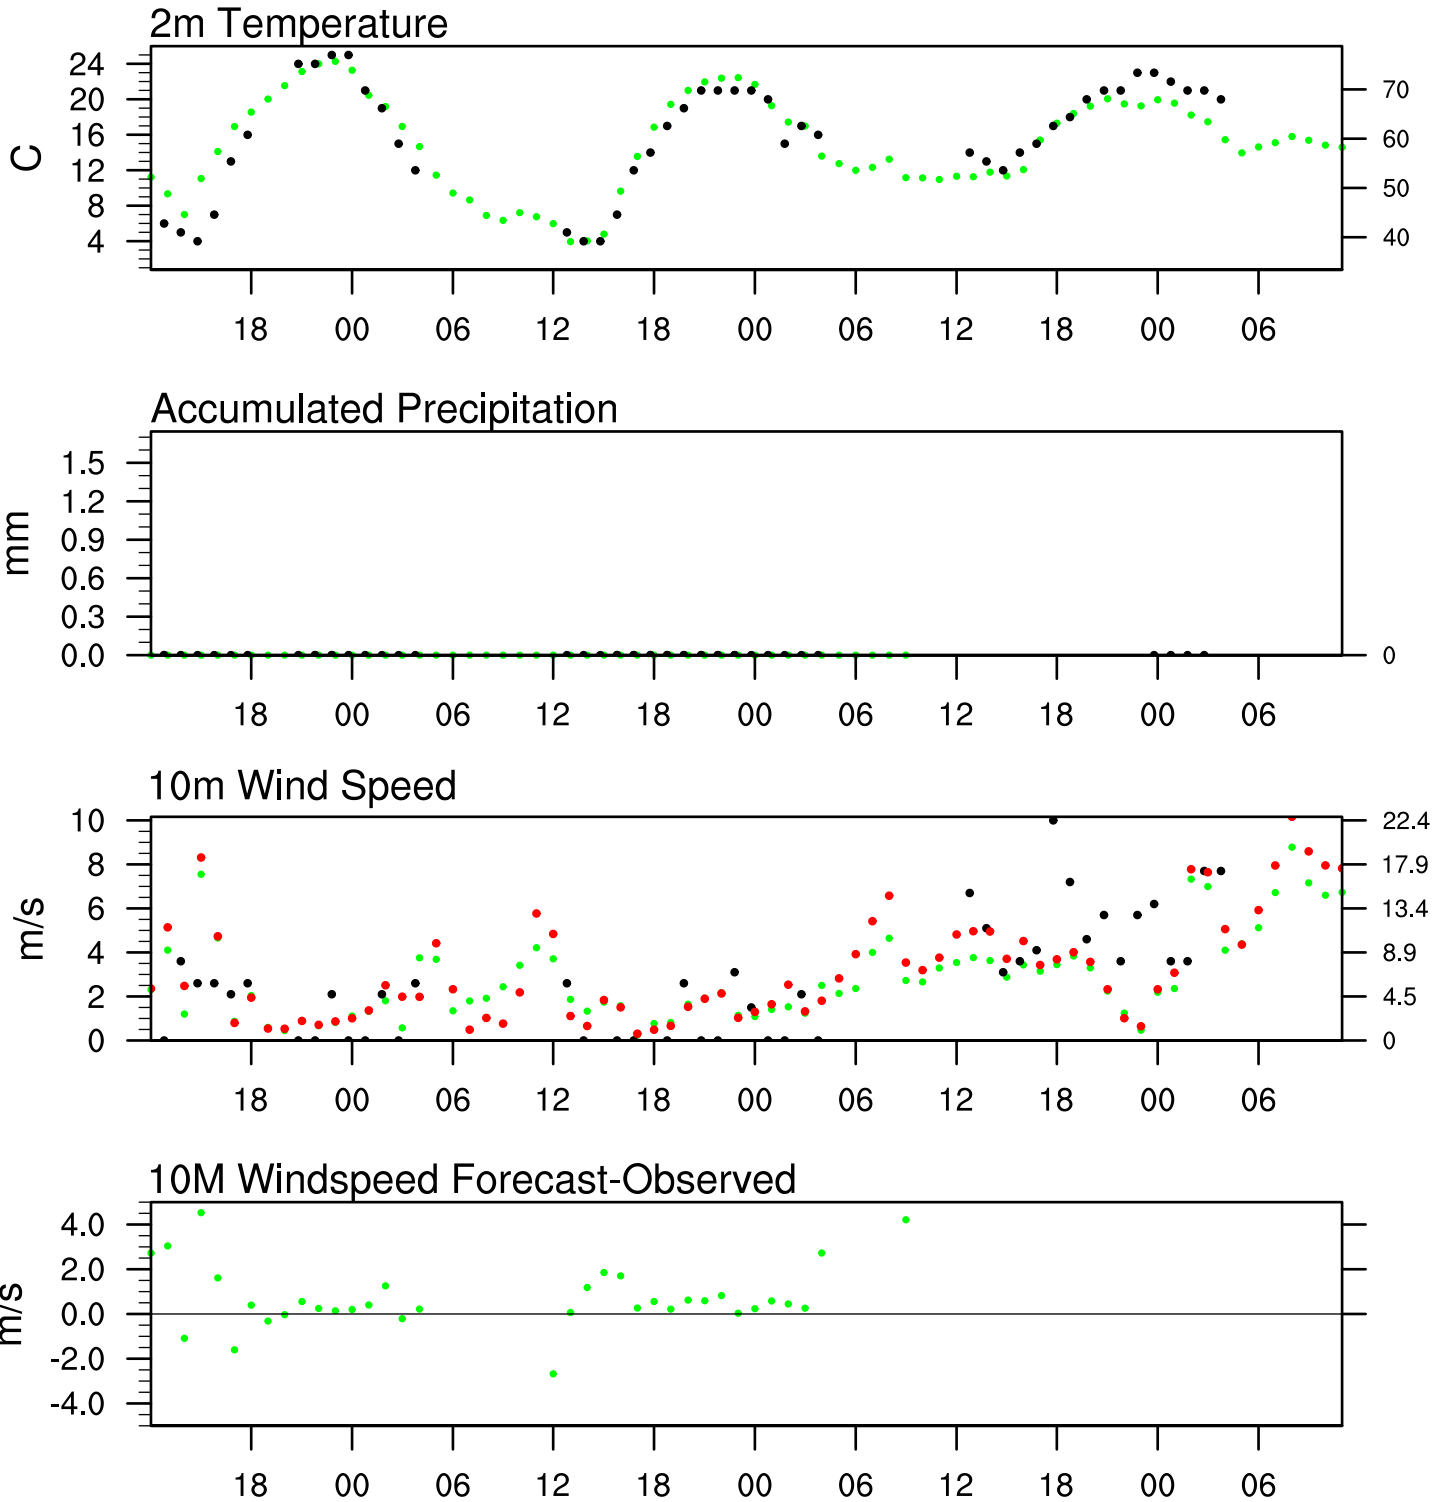 2m Temperature
24
20
16
12
8
4
C
70
60
50
40
18 00 06 12 18 00 06 12 18 00 06
Accumulated Precipitation
1.5
1.2
0.9
0.6
0.3
0.0
mm
0
18 00 06 12 18 00 06 12 18 00 06
10m Wind Speed
10
8
6
4
2
0
m/s
22.4
17.9
13.4
8.9
4.5
0
18 00 06 12 18 00 06 12 18 00 06
10M Windspeed Forecast-Observed
4.0
2.0
0.0
-2.0
-4.0
m/s
18 00 06 12 18 00 06 12 18 00 06